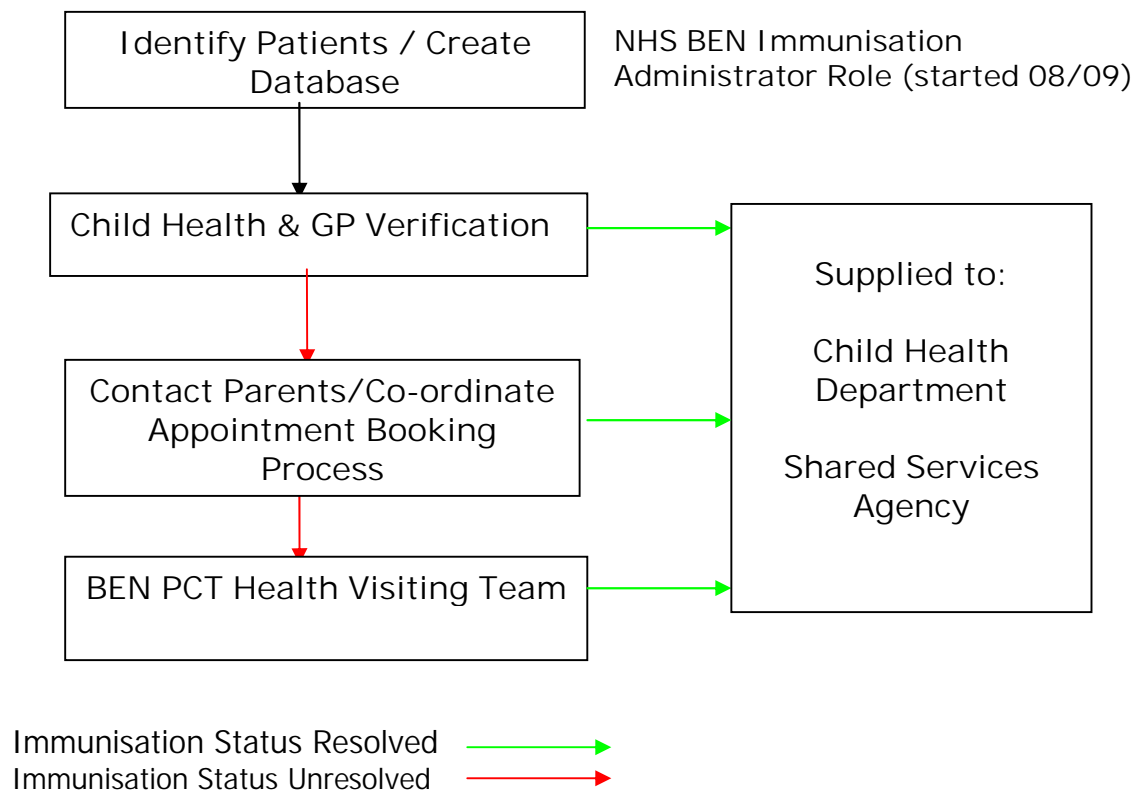 Identify Patients / Create
Database
NHS BEN Immunisation
Administrator Role (started 08/09)
Child Health & GP Verification
Supplied to:
Child Health
Department
Shared Services
Agency
Contact Parents/Co-ordinate
Appointment Booking
Process
BEN PCT Health Visiting Team
Immunisation Status Resolved
Immunisation Status Unresolved